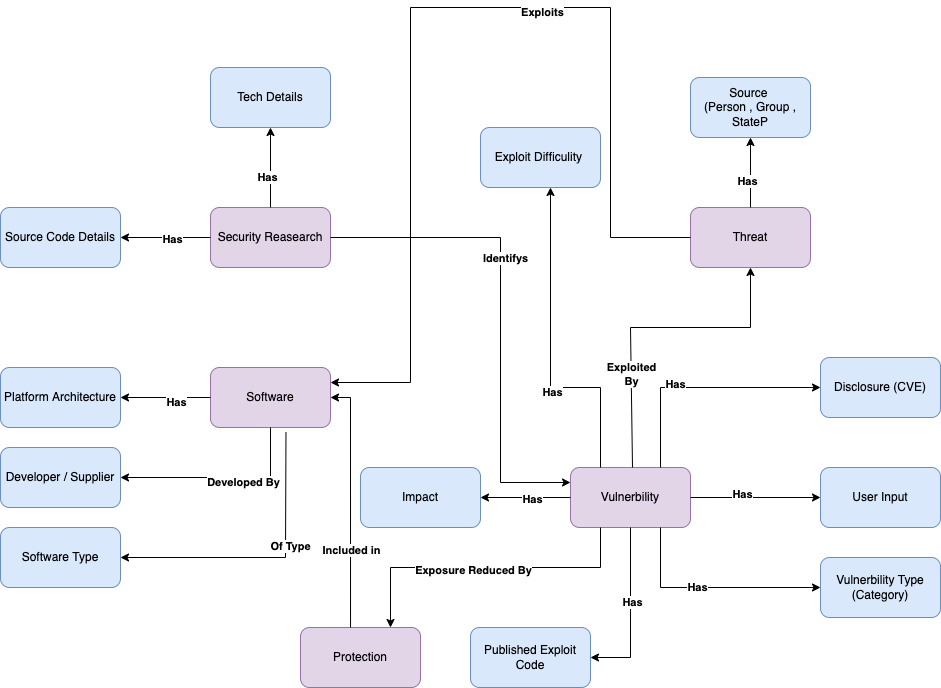 Exploits
Tech Details
Source
(Person , Group ,
StateP
Exploit Difficulity
Has
Has
Source Code Details
Has
Security Reasearch
Threat
Identifys
Exploited
By
Platform Architecture
Has
Software
Has
Has
Disclosure (CVE)
Developer / Supplier
Developed By
Impact
Has
Vulnerbility
Has
User Input
Software Type
Of Type
Included in
Exposure Reduced By
Has
Has
Vulnerbility Type
(Category)
Protection
Published Exploit
Code